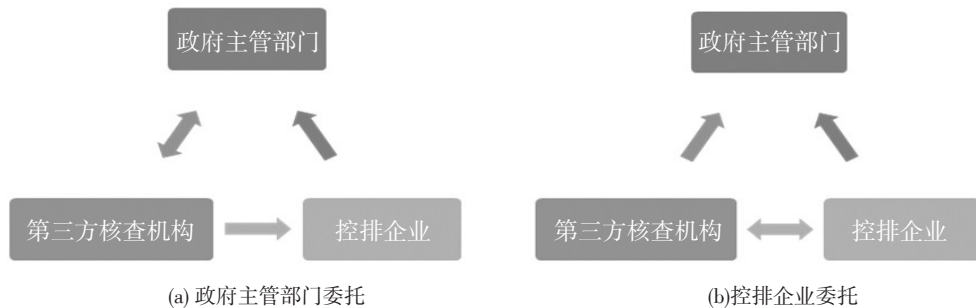 政府主管部门
政府主管部门
第三方核查机构
控排企业
第三方核查机构
控排企业
(a) 政府主管部门委托
(b)控排企业委托